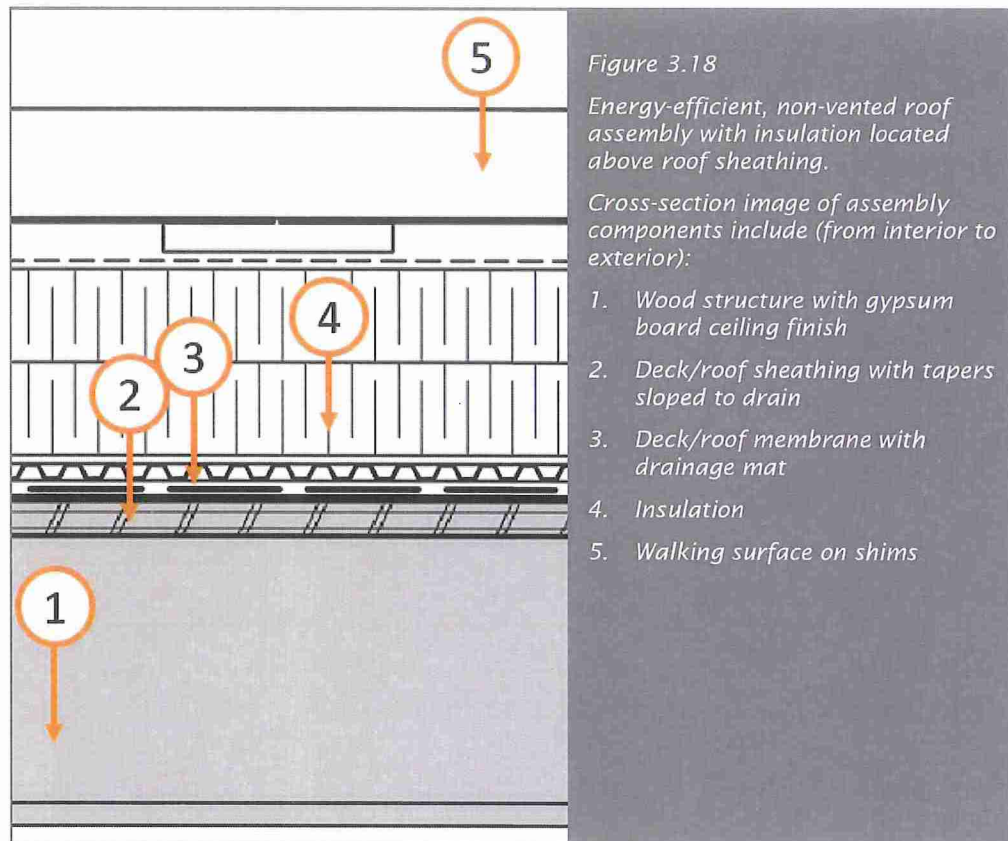 5
4
3
2
1
Figure 3.18
Energy-efficient, non-vented roof
assembly with insulation located
above roof sheathing.
Cross-section image of assembly
components include (from interior to
exterior):
1. Wood structure with gypsum
board ceiling finish
2. Deck/roof sheathing with tapers
sloped to drain
3. Deck/roof membrane with
drainage mat
4. Insulation
5. Walking surface on shims